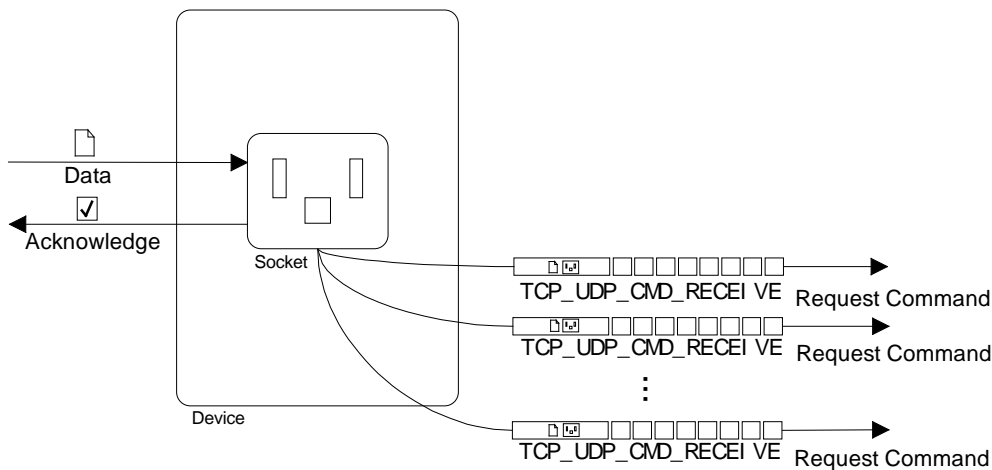 Data
Acknowledge
Socket
Device
TCP_UDP_CMD_RECEI VE
Request Command
TCP_UDP_CMD_RECEI VE
Request Command
TCP_UDP_CMD_RECEI VE
Request Command